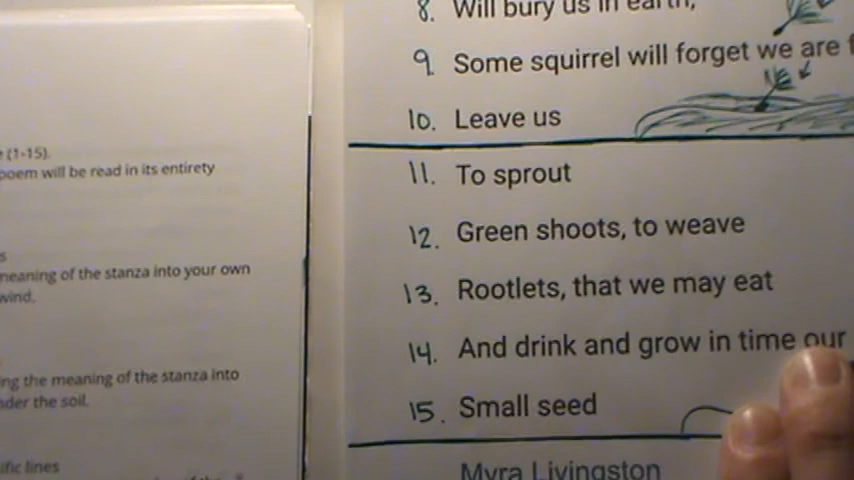 (1-15).
poem will be read in its entirety
meaning of the stanza into your own
wind.
ing the meaning of the stanza into
der the soil.
ific lines
8. Will bury us in earth,
9. Some squirrel will forget we are
10. Leave us
11. To sprout
12. Green shoots, to weave
13. Rootlets, that we may eat
14. And drink and grow in time our
15. Small seed
Myra Livingston